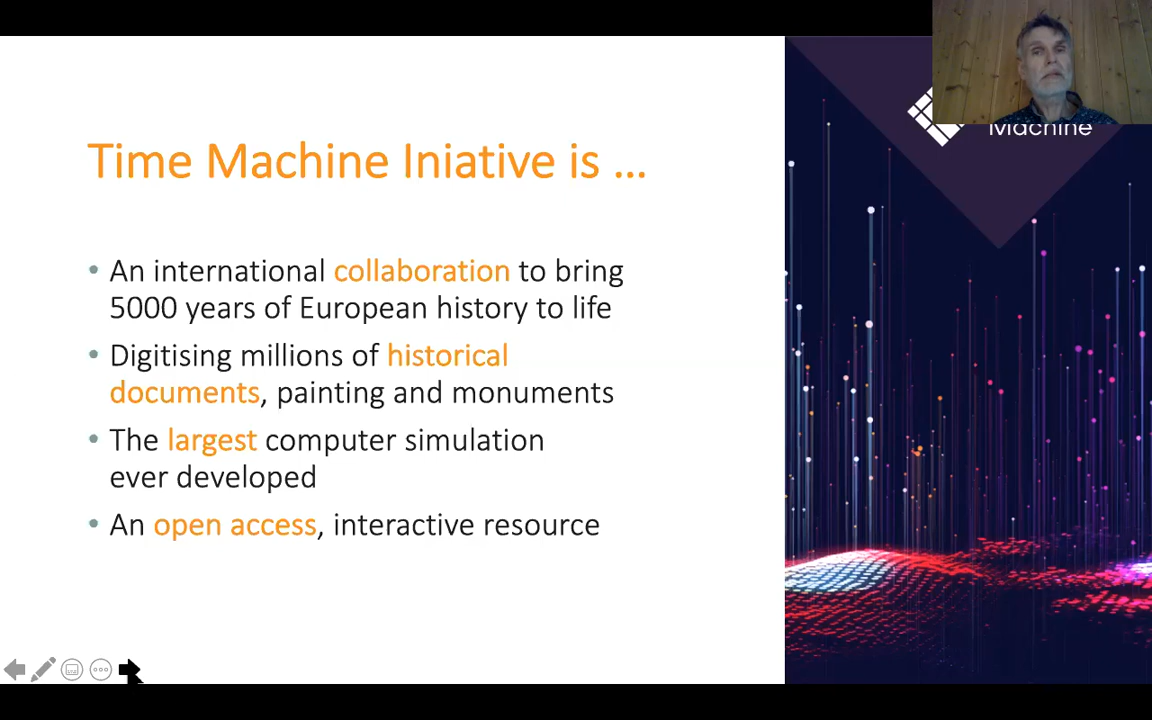 Time Machine Iniative is ...
• An international collaboration to bring
5000 years of European history to life
• Digitising millions of historical
documents, painting and monuments
• The largest computer simulation
ever developed
• An open access, interactive resource
Machine